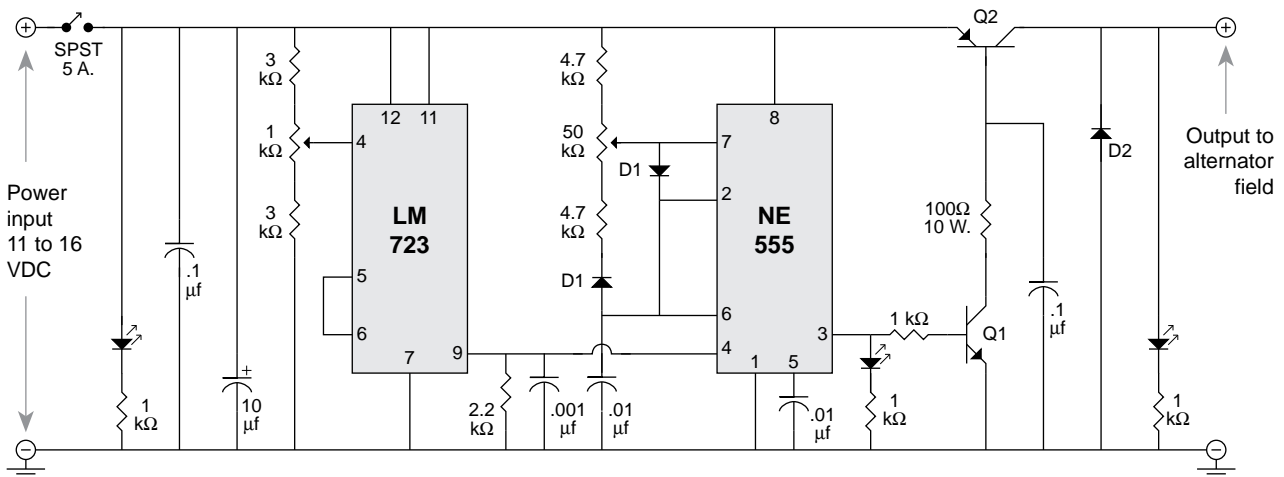 +
SPST
5 A.
Power
input
11 to 16
VDC
1
kΩ
.1
µf
+
10
µf
3
kΩ
1
kΩ
3
kΩ
12
11
4
LM
723
5
6
7
9
2.2
kΩ
.001
µf
.01
µf
4.7
kΩ
50
kΩ
4.7
kΩ
D1
D1
8
7
2
NE
555
6
4
3
1
5
.01
µf
1 kΩ
1
kΩ
Q1
100Ω
10 W.
.1
µf
Q2
D2
1
kΩ
+
Output to
alternator
field
−
−